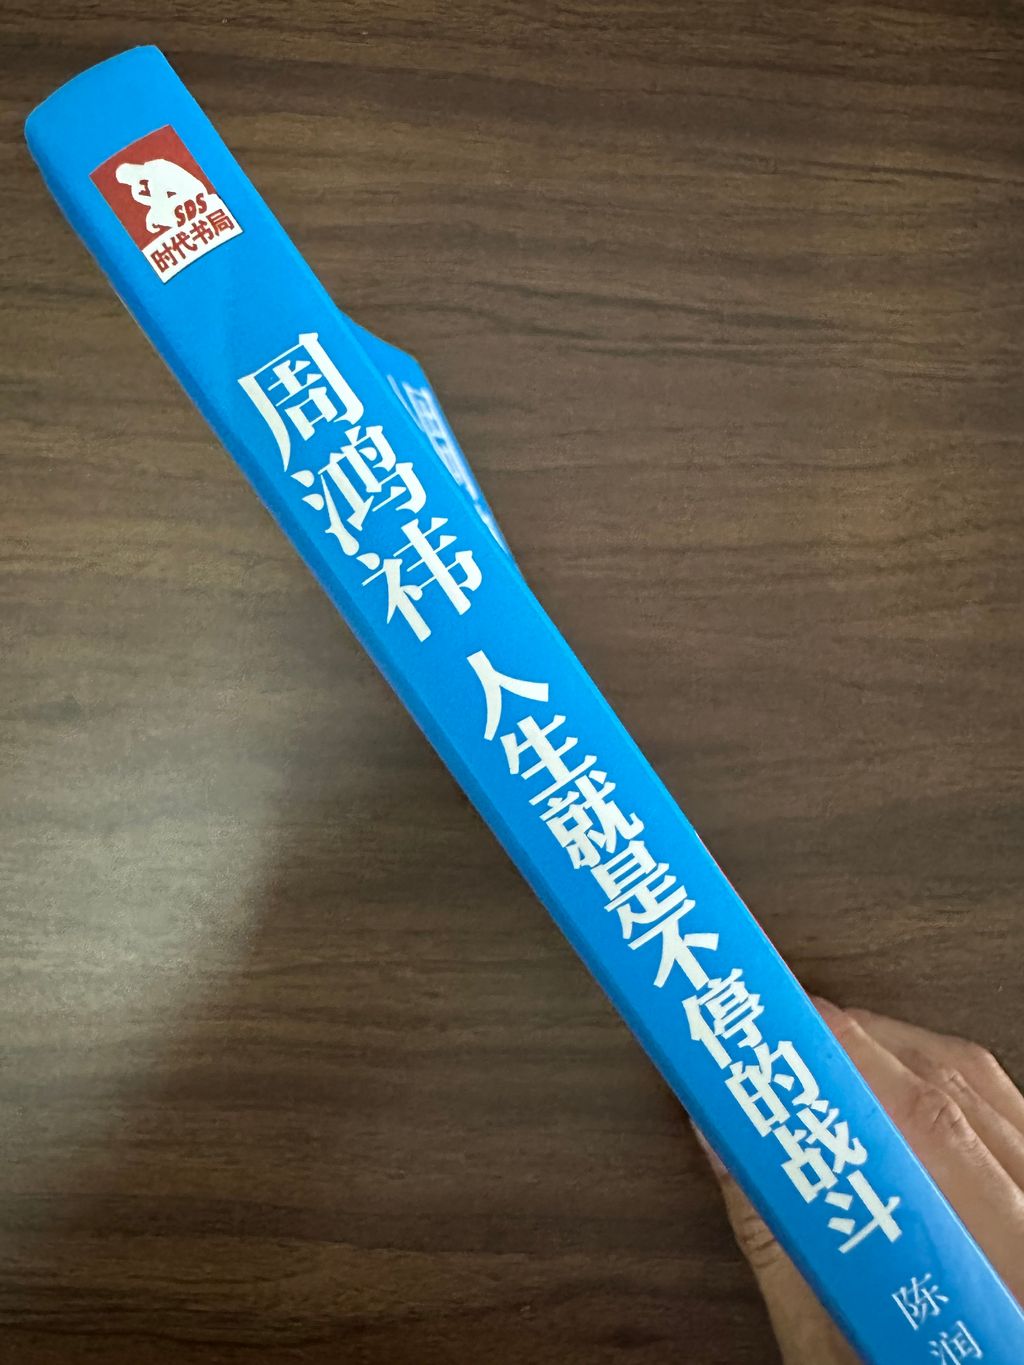 SDS
时代书局
周鸿祎
人生就是不停的战斗
陈润